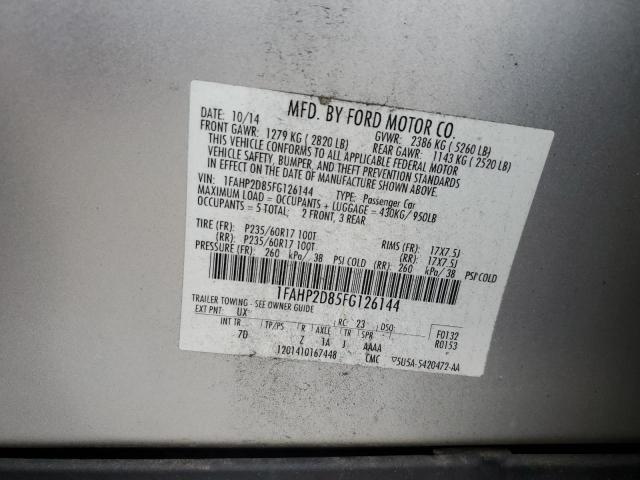 MFD. BY FORD MOTOR CO.
DATE: 10/14 GVWR: 2386 KG ( 5260 LB)
FRONT GAWR: 1279 KG ( 2820 LB) REAR GAWR: 1143 KG ( 2520 LB)
THIS VEHICLE CONFORMS TO ALL APPLICABLE FEDERAL MOTOR
VEHICLE SAFETY, BUMPER, AND THEFT PREVENTION STANDARDS
IN EFFECT ON THE DATE OF MANUFACTURE SHOWN ABOVE.
VIN: 1FAHP2D85FG126144 TYPE: Passenger Car
MAXIMUM LOAD = OCCUPANTS + LUGGAGE = 430KG/ 950LB
OCCUPANTS = 5 TOTAL: 2 FRONT, 3 REAR
TIRE (FR): P235/60R17 100T RIMS (FR): 17X7.5J
(RR): P235/60R17 100T (RR): 17X7.5J
PRESSURE (FR): 260 kPa/ 38 PSI COLD (RR): 260 kPa/ 38 PSI COLD
1FAHP2D85FG126144
TRAILER TOWING - SEE OWNER GUIDE
EXT PNT: UX RC: 23 DSO: F0132
INT TR TP/PS R AXLE TR SPR R0153
7D Z 1A J AAAA
1201410167448 CMC ▽5U5A-5420472-AA